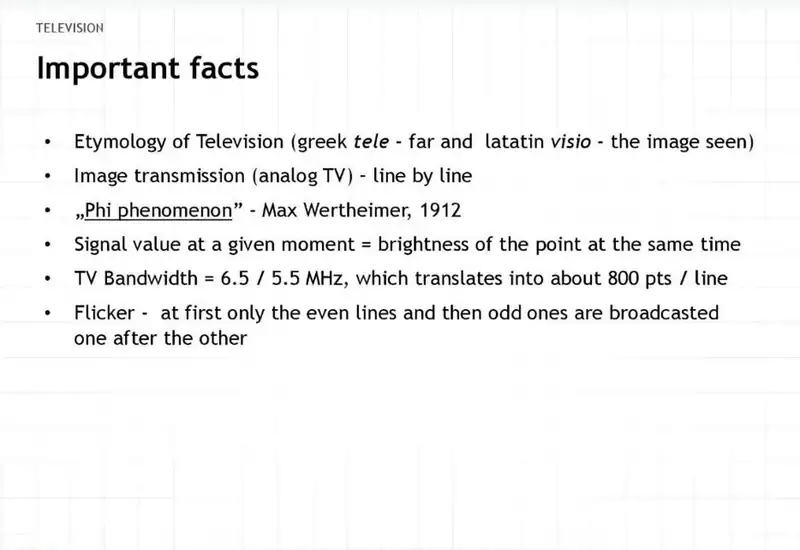 TELEVISION
Important facts
• Etymology of Television (greek tele - far and latatin visio - the image seen)
• Image transmission (analog TV) - line by line
• „Phi phenomenon” - Max Wertheimer, 1912
• Signal value at a given moment = brightness of the point at the same time
• TV Bandwidth = 6.5 / 5.5 MHz, which translates into about 800 pts / line
• Flicker - at first only the even lines and then odd ones are broadcasted
one after the other